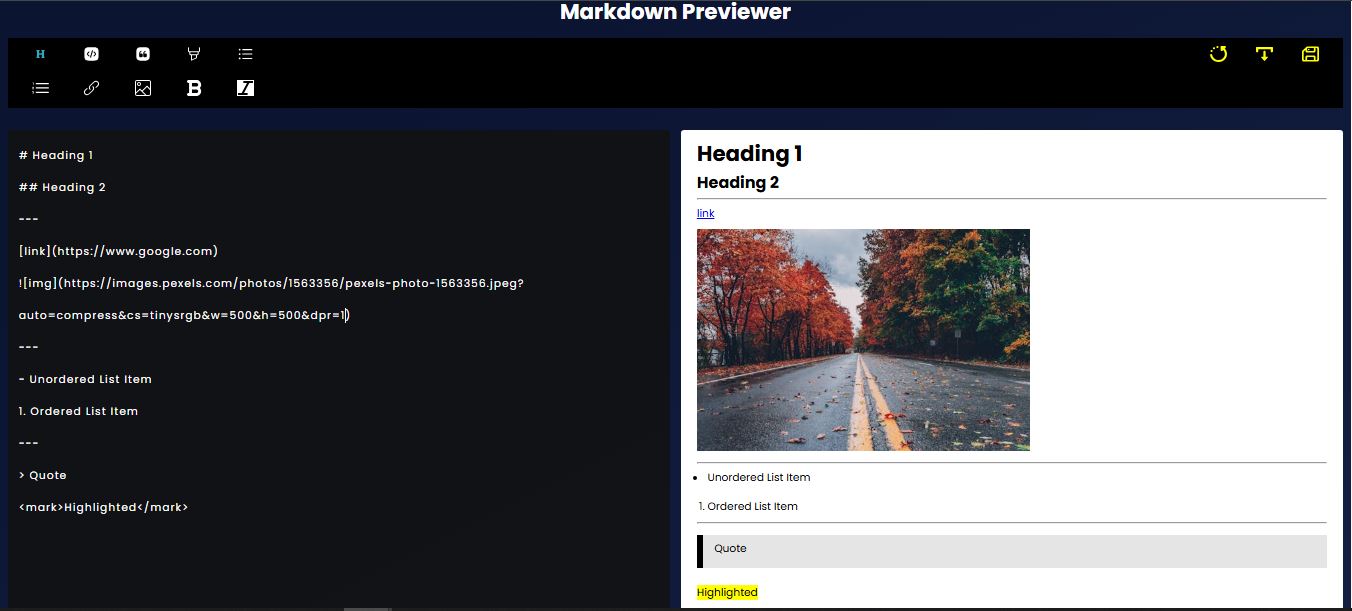 Markdown Previewer
H
B
I
# Heading 1
## Heading 2
---
[link](https://www.google.com)
![img](https://images.pexels.com/photos/1563356/pexels-photo-1563356.jpeg?
auto=compress&cs=tinysrgb&w=500&h=500&dpr=1)
---
- Unordered List Item
1. Ordered List Item
---
> Quote
<mark>Highlighted</mark>
Heading 1
Heading 2
link
• Unordered List Item
1. Ordered List Item
Quote
Highlighted